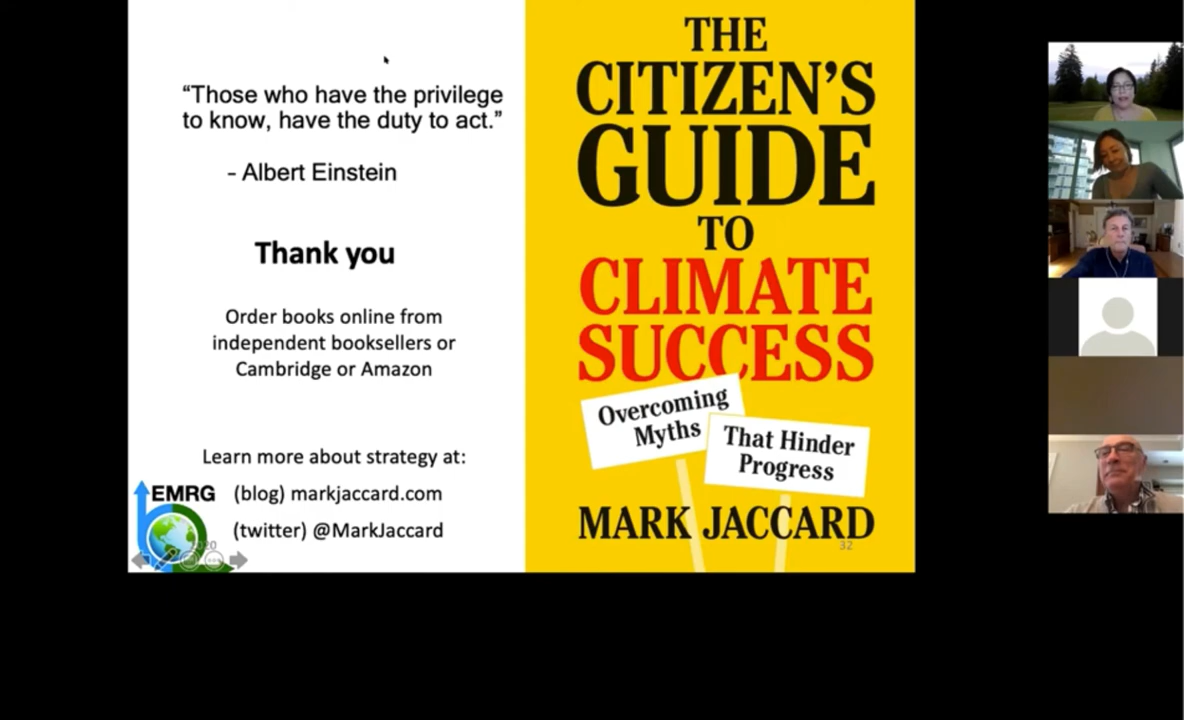 “Those who have the privilege
to know, have the duty to act.”
– Albert Einstein
Thank you
Order books online from
independent booksellers or
Cambridge or Amazon
Learn more about strategy at:
EMRG
(blog) markjaccard.com
(twitter) @MarkJaccard
THE
CITIZEN’S
GUIDE
TO
CLIMATE
SUCCESS
Overcoming
Myths
That Hinder
Progress
MARK JACCARD
32